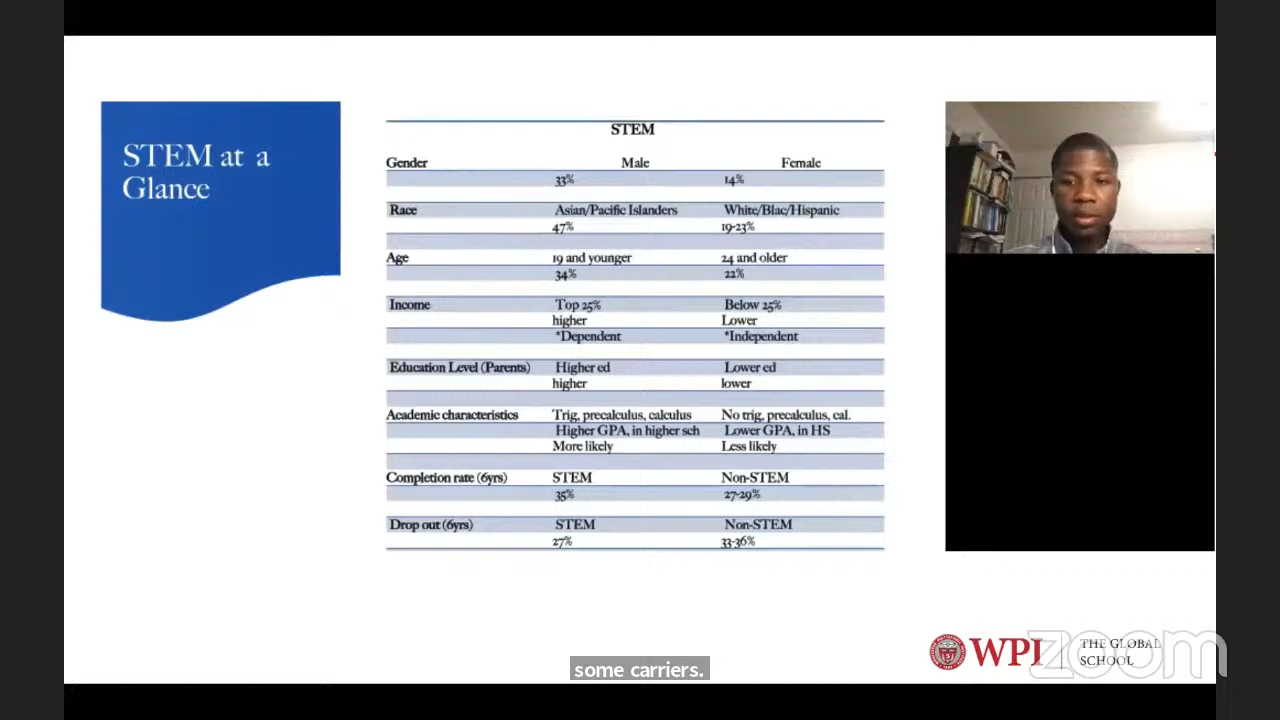 STEM at a
Glance
STEM
Gender Male Female
33% 14%
Race Asian/Pacific Islanders White/Blac/Hispanic
47% 19-23%
Age 19 and younger 24 and older
34% 22%
Income Top 25% Below 25%
higher Lower
*Dependent *Independent
Education Level (Parents) Higher ed Lower ed
higher lower
Academic characteristics Trig, precalculus, calculus No trig, precalculus, cal.
Higher GPA, in higher sch Lower GPA, in HS
More likely Less likely
Completion rate (6yrs) STEM Non-STEM
35% 27-29%
Drop out (6yrs) STEM Non-STEM
27% 33-36%
WPI THE GLOBAL
SCHOOL
zoom
some carriers.